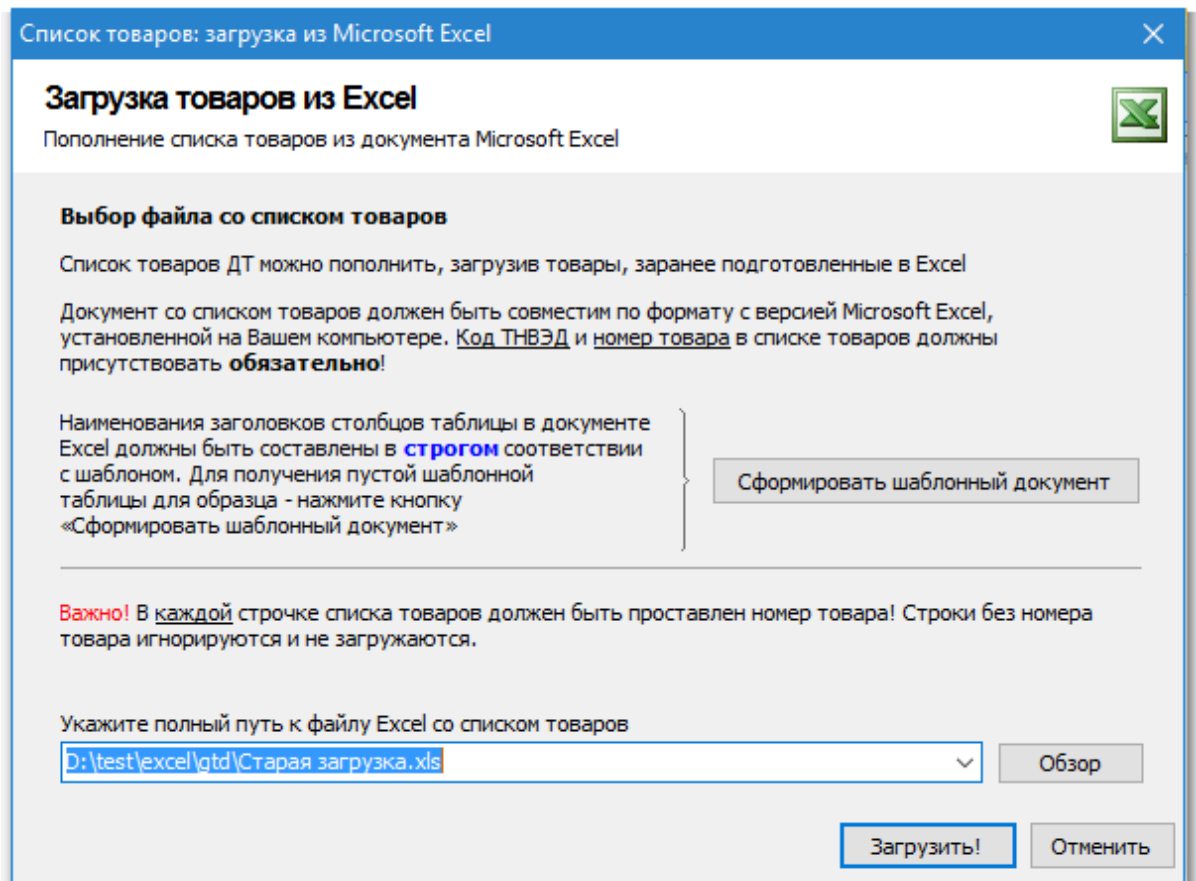 Список товаров: загрузка из Microsoft Excel
Загрузка товаров из Excel
Пополнение списка товаров из документа Microsoft Excel
Выбор файла со списком товаров
Список товаров ДТ можно пополнить, загрузив товары, заранее подготовленные в Excel
Документ со списком товаров должен быть совместим по формату с версией Microsoft Excel,
установленной на Вашем компьютере. Код ТНВЭД и номер товара в списке товаров должны
присутствовать обязательно!
Наименования заголовков столбцов таблицы в документе
Excel должны быть составлены в строгом соответствии
с шаблоном. Для получения пустой шаблонной
таблицы для образца - нажмите кнопку
«Сформировать шаблонный документ»
Сформировать шаблонный документ
Важно! В каждой строчке списка товаров должен быть проставлен номер товара! Строки без номера
товара игнорируются и не загружаются.
Укажите полный путь к файлу Excel со списком товаров
D:\test\excel\gtd\Старая загрузка.xls
Обзор
Загрузить!
Отменить